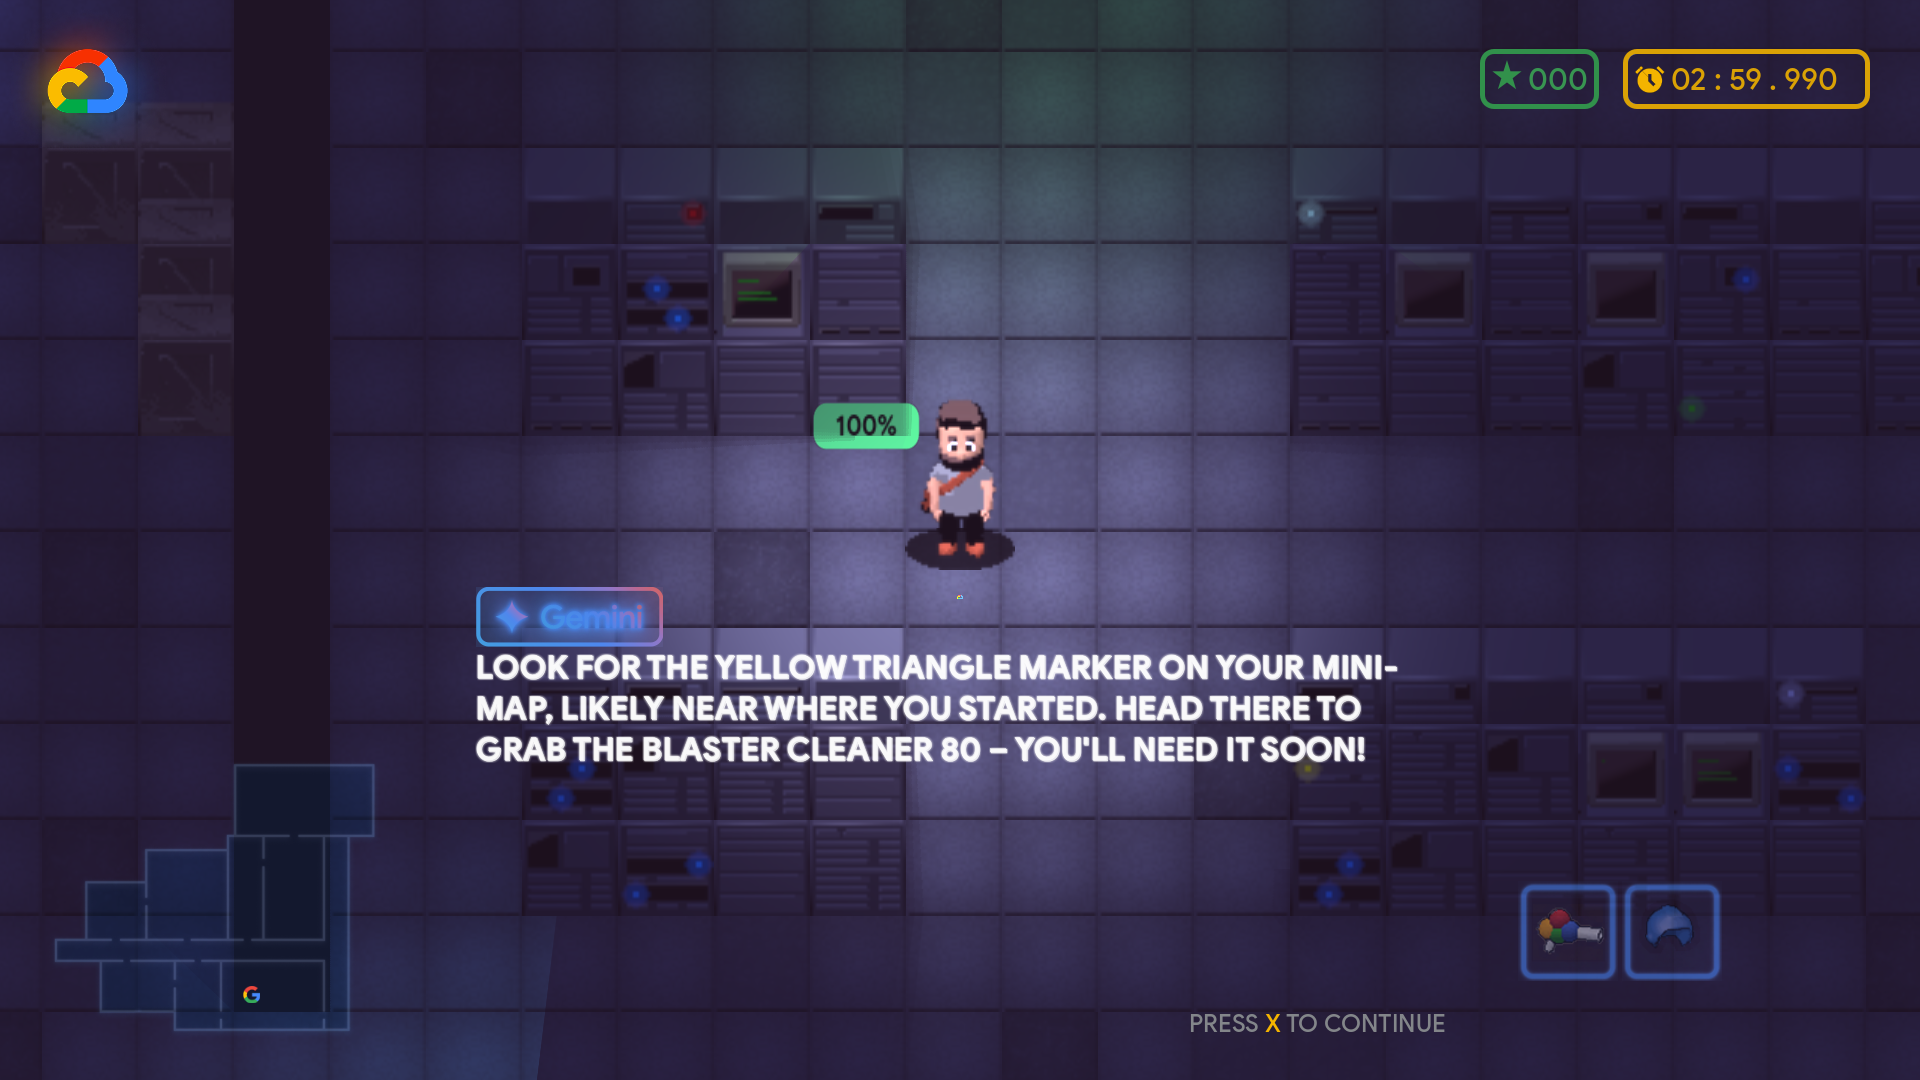 ★ 000
02 : 59 . 990
100%
Gemini
LOOK FOR THE YELLOW TRIANGLE MARKER ON YOUR MINI-
MAP, LIKELY NEAR WHERE YOU STARTED. HEAD THERE TO
GRAB THE BLASTER CLEANER 80 – YOU'LL NEED IT SOON!
G
PRESS X TO CONTINUE